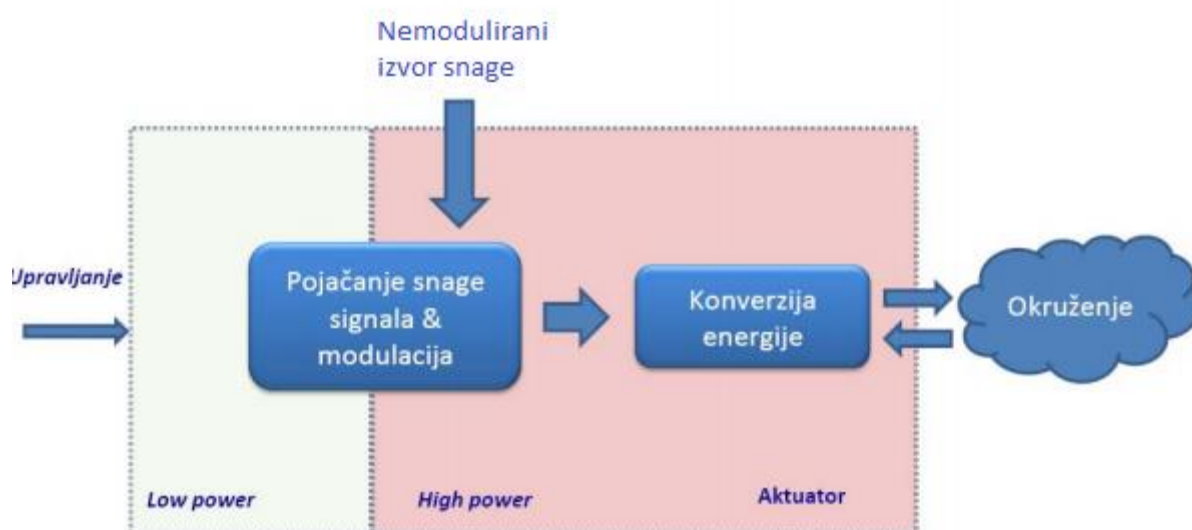 Nemodulirani
izvor snage
Upravljanje
Pojačanje snage
signala &
modulacija
Konverzija
energije
Okruženje
Low power
High power
Aktuator